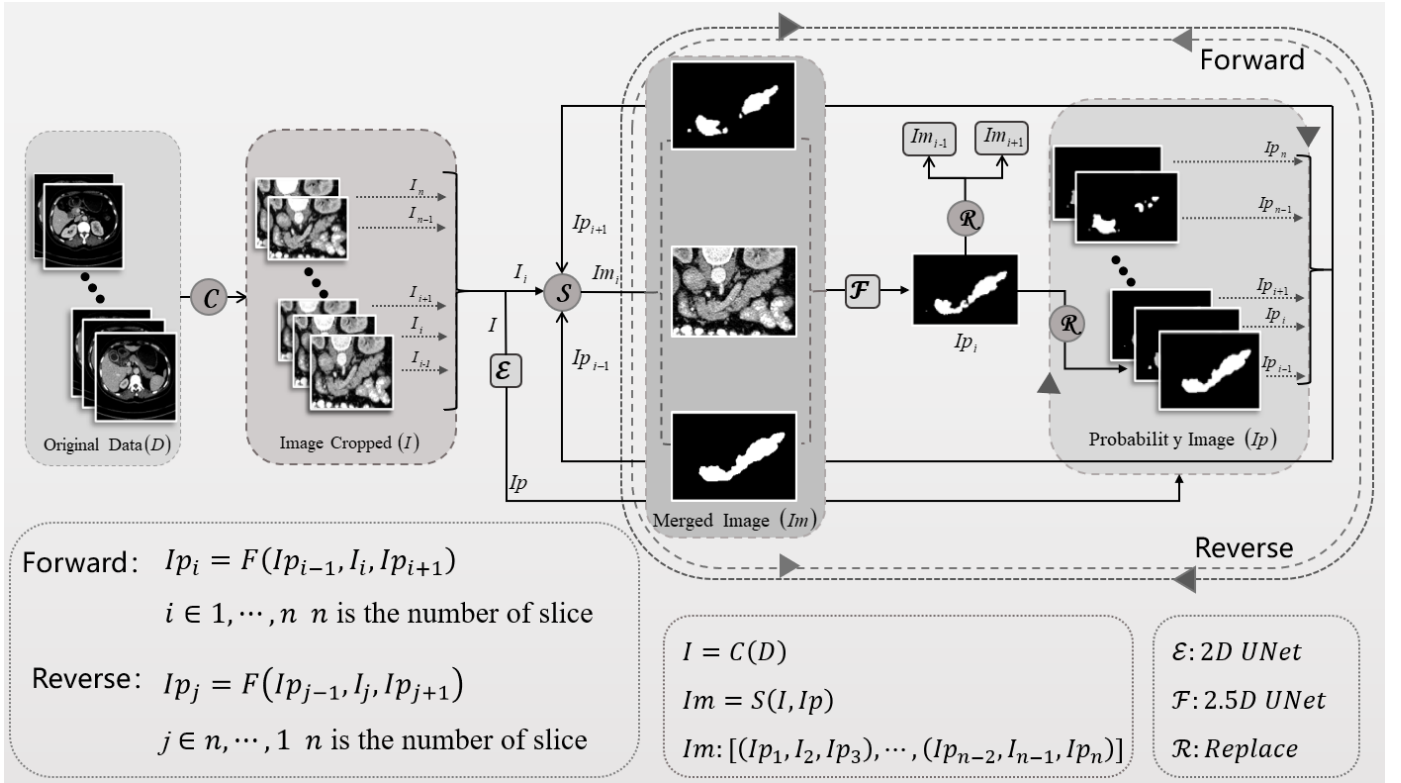 Forward
Im_{i-1}
Im_{i+1}
Ip_n
I_n
R
Ip_{n-1}
I_{n-1}
Ip_{i+1}
C
I_{i+1}
I_i
I_{i-1}
I_i
S
Im_i
F
I
Ip_i
R
Ip_{i+1}
Ip_i
Ip_{i-1}
E
Ip_{i-1}
Original Data(D)
Image Cropped (I)
Probabilit y Image (Ip)
Ip
Merged Image (Im)
Reverse
Forward: Ip_i = F(Ip_{i−1}, I_i, Ip_{i+1})
i ∈ 1, ⋯, n n is the number of slice
Reverse: Ip_j = F(Ip_{j−1}, I_j, Ip_{j+1})
j ∈ n, ⋯, 1 n is the number of slice
I = C(D)
Im = S(I, Ip)
Im: [(Ip_1, I_2, Ip_3), ⋯, (Ip_{n−2}, I_{n−1}, Ip_n)]
ℰ: 2D UNet
ℱ: 2.5D UNet
ℛ: Replace